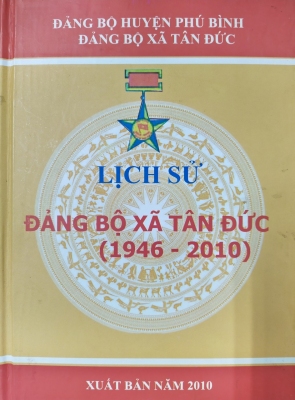 ĐẢNG BỘ HUYỆN PHÚ BÌNH
ĐẢNG BỘ XÃ TÂN ĐỨC
LỊCH SỬ
ĐẢNG BỘ XÃ TÂN ĐỨC
(1946 - 2010)
XUẤT BẢN NĂM 2010